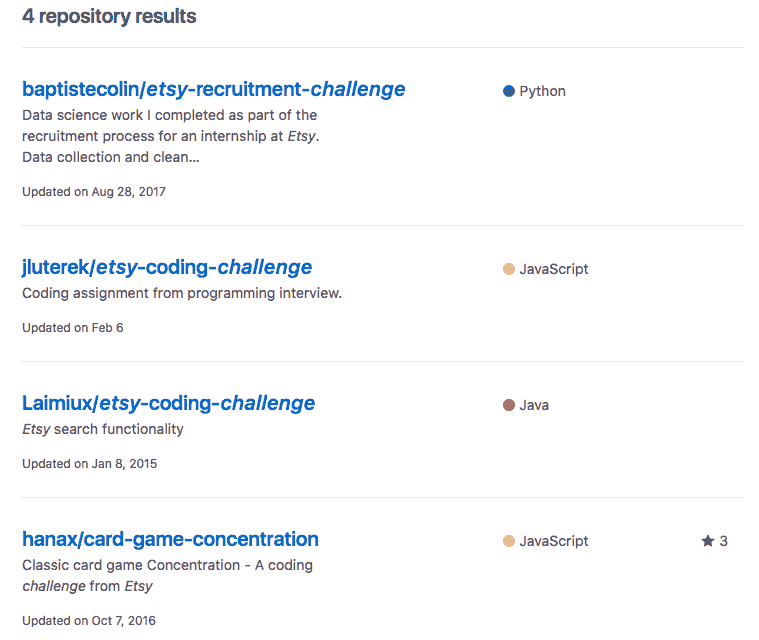 4 repository results
baptistecolin/etsy-recruitment-challenge
Python
Data science work I completed as part of the
recruitment process for an internship at Etsy.
Data collection and clean...
Updated on Aug 28, 2017
jluterek/etsy-coding-challenge
JavaScript
Coding assignment from programming interview.
Updated on Feb 6
Laimiux/etsy-coding-challenge
Java
Etsy search functionality
Updated on Jan 8, 2015
hanax/card-game-concentration
JavaScript
★ 3
Classic card game Concentration - A coding
challenge from Etsy
Updated on Oct 7, 2016